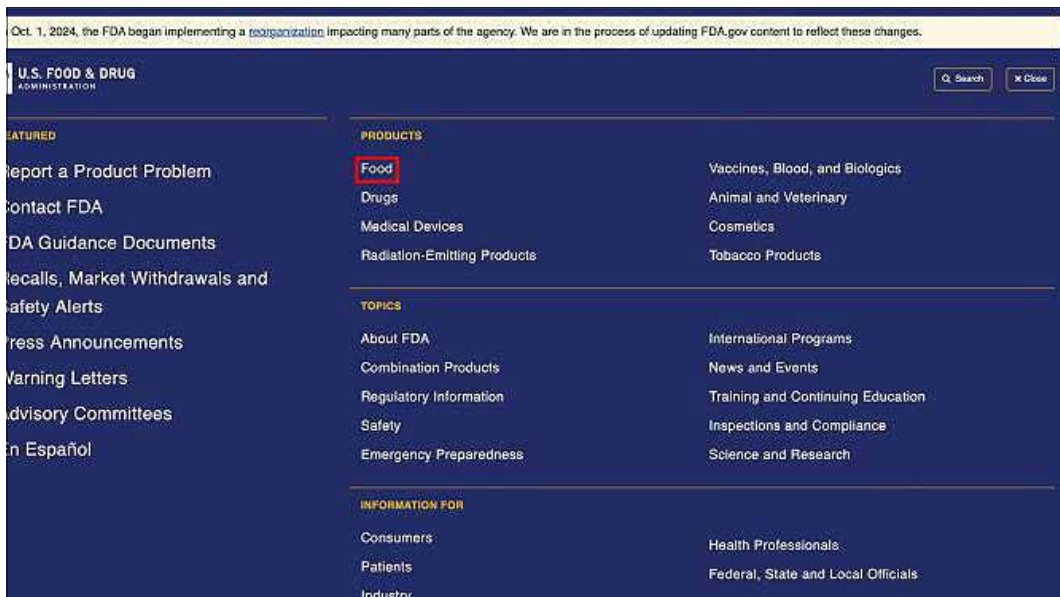 Oct. 1, 2024, the FDA began implementing a reorganization impacting many parts of the agency. We are in the process of updating FDA.gov content to reflect these changes.
U.S. FOOD & DRUG
ADMINISTRATION
Search
× Close
EATURED
eport a Product Problem
ontact FDA
DA Guidance Documents
ecalls, Market Withdrawals and
afety Alerts
ress Announcements
arning Letters
dvisory Committees
n Español
PRODUCTS
Food
Drugs
Medical Devices
Radiation-Emitting Products
Vaccines, Blood, and Biologics
Animal and Veterinary
Cosmetics
Tobacco Products
TOPICS
About FDA
Combination Products
Regulatory Information
Safety
Emergency Preparedness
International Programs
News and Events
Training and Continuing Education
Inspections and Compliance
Science and Research
INFORMATION FOR
Consumers
Patients
Industry
Health Professionals
Federal, State and Local Officials